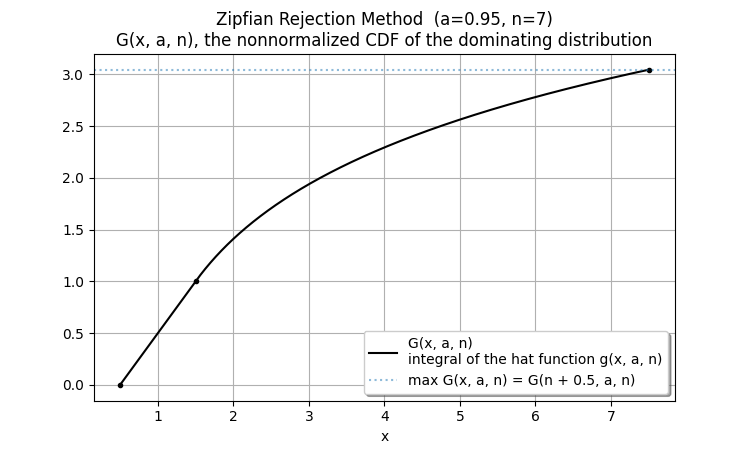 Zipfian Rejection Method  (a=0.95, n=7)
G(x, a, n), the nonnormalized CDF of the dominating distribution
3.0
2.5
2.0
1.5
1.0
0.5
0.0
G(x, a, n)
integral of the hat function g(x, a, n)
max G(x, a, n) = G(n + 0.5, a, n)
1 2 3 4 5 6 7
x